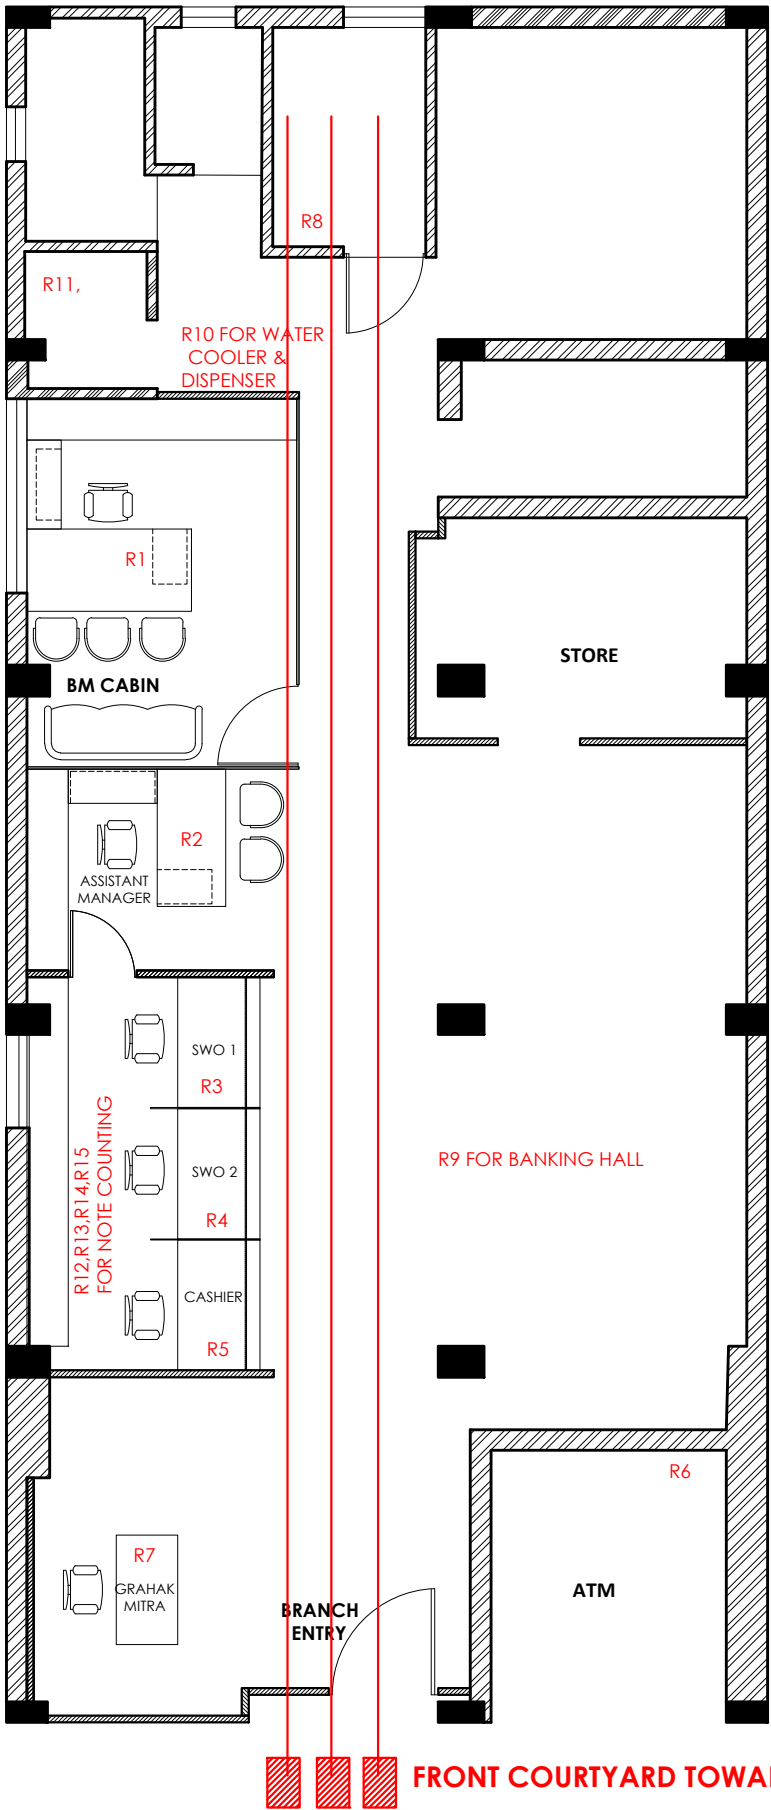 R8
R11,
R10 FOR WATER
COOLER &
DISPENSER
R1
BM CABIN
STORE
R2
ASSISTANT
MANAGER
SWO 1
R3
SWO 2
R4
R12,R13,R14,R15
FOR NOTE COUNTING
R9 FOR BANKING HALL
CASHIER
R5
R6
R7
GRAHAK
MITRA
ATM
BRANCH
ENTRY
FRONT COURTYARD TOWA